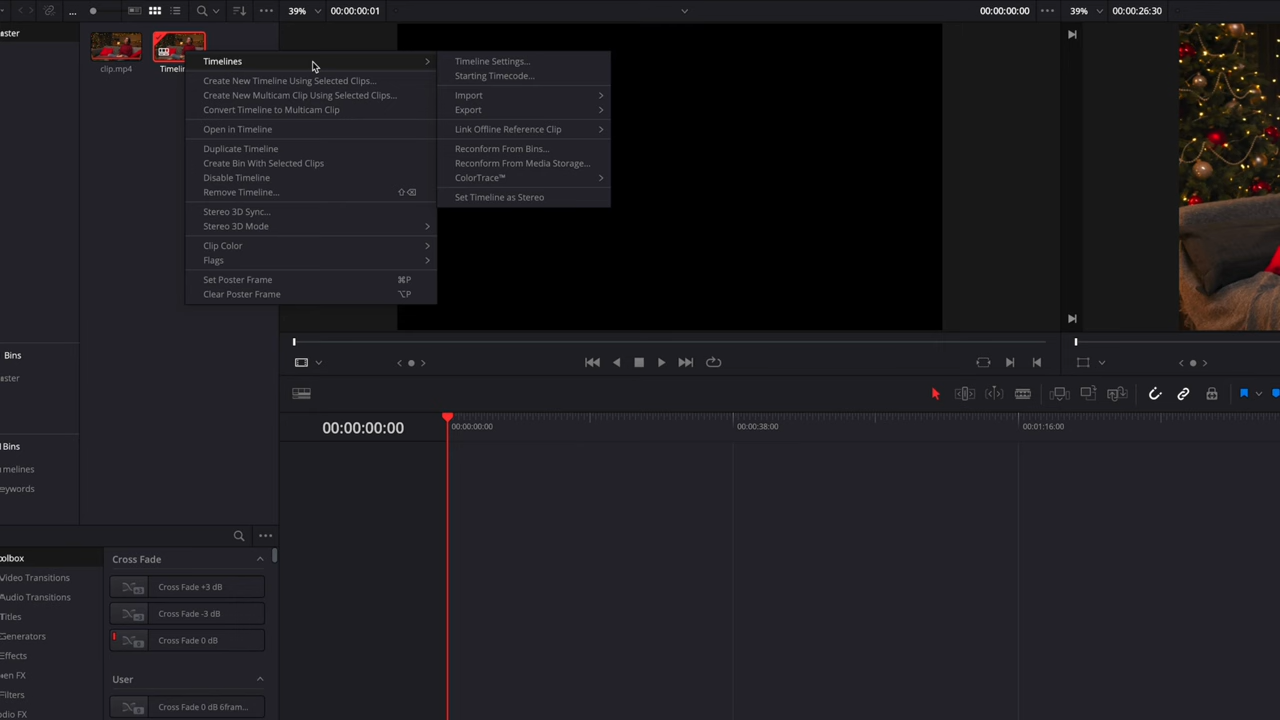 39%
00:00:00:01
00:00:00:00
39%
00:00:26:30
aster
clip.mp4
Timelin
Timelines
Create New Timeline Using Selected Clips...
Create New Multicam Clip Using Selected Clips...
Convert Timeline to Multicam Clip
Open in Timeline
Duplicate Timeline
Create Bin With Selected Clips
Disable Timeline
Remove Timeline... ⇧⌫
Stereo 3D Sync...
Stereo 3D Mode
Clip Color
Flags
Set Poster Frame ⌘P
Clear Poster Frame ⌥P
Timeline Settings...
Starting Timecode...
Import
Export
Link Offline Reference Clip
Reconform From Bins...
Reconform From Media Storage...
ColorTrace™
Set Timeline as Stereo
Bins
aster
Bins
melines
eywords
00:00:00:00
00:00:00:00
00:00:38:00
00:01:16:00
olbox
Video Transitions
Audio Transitions
Titles
Generators
Effects
en FX
Filters
dio FX
Cross Fade
Cross Fade +3 dB
Cross Fade -3 dB
Cross Fade 0 dB
User
Cross Fade 0 dB 6fram...